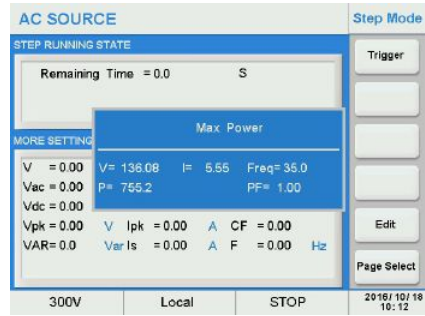 AC SOURCE
Step Mode
STEP RUNNING STATE
Remaining Time =0.0 S
Trigger
Max Power
MORE SETTING
V =0.00 V= 136.08 I= 5.55 Freq=35.0
Vac =0.00 P= 755.2 PF= 1.00
Vdc =0.00
Vpk =0.00 V Ipk =0.00 A CF =0.00
VAR=0.0 Var Is =0.00 A F =0.00 Hz
Edit
Page Select
300V Local STOP
2016/10/18
10:12